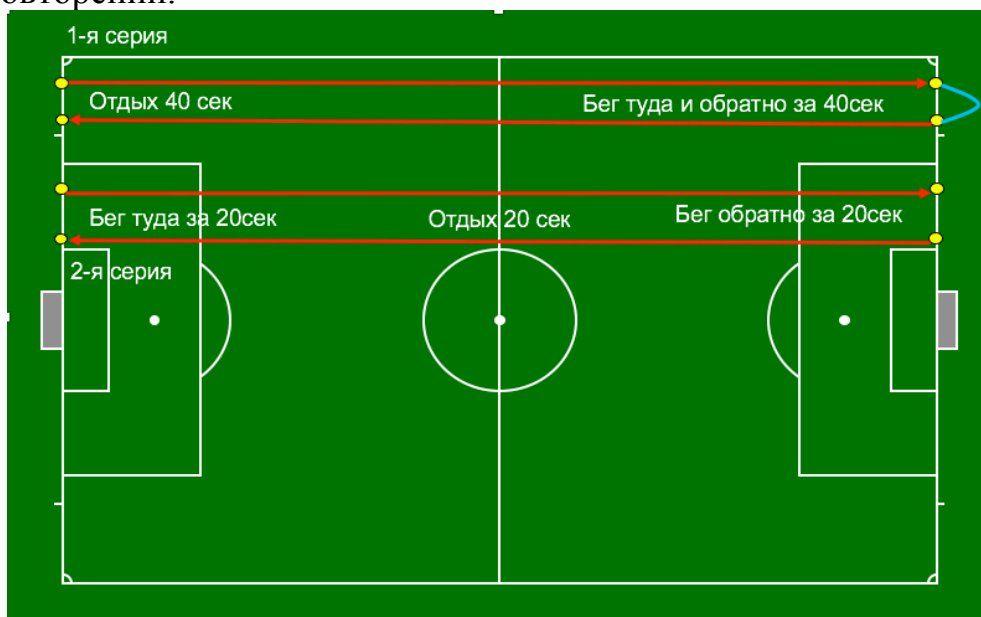 1-я серия
Отдых 40 сек
Бег туда и обратно за 40сек
Бег туда за 20сек
Отдых 20 сек
Бег обратно за 20сек
2-я серия